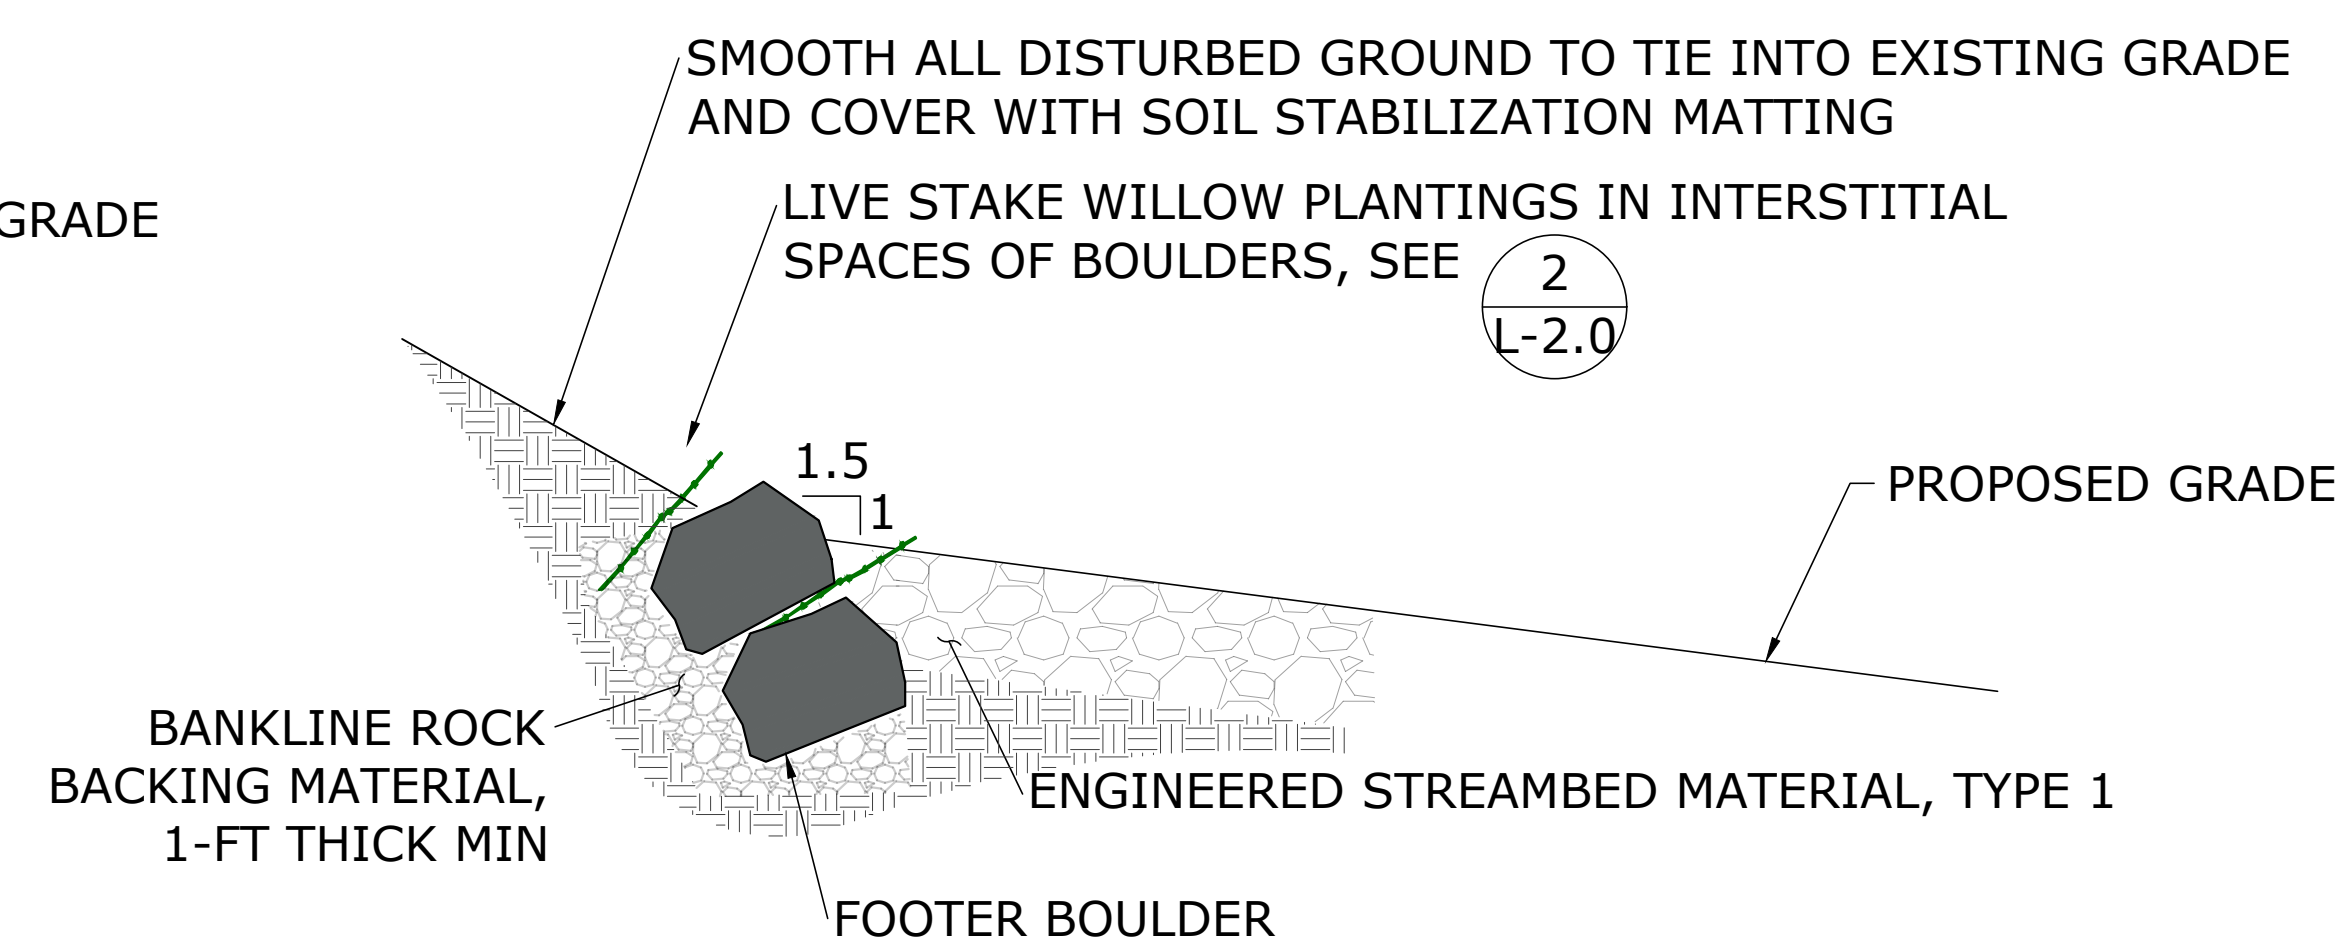 SMOOTH ALL DISTURBED GROUND TO TIE INTO EXISTING GRADE
AND COVER WITH SOIL STABILIZATION MATTING
GRADE
LIVE STAKE WILLOW PLANTINGS IN INTERSTITIAL
SPACES OF BOULDERS, SEE
2
L-2.0
1.5
1
PROPOSED GRADE
BANKLINE ROCK
BACKING MATERIAL,
1-FT THICK MIN
ENGINEERED STREAMBED MATERIAL, TYPE 1
FOOTER BOULDER